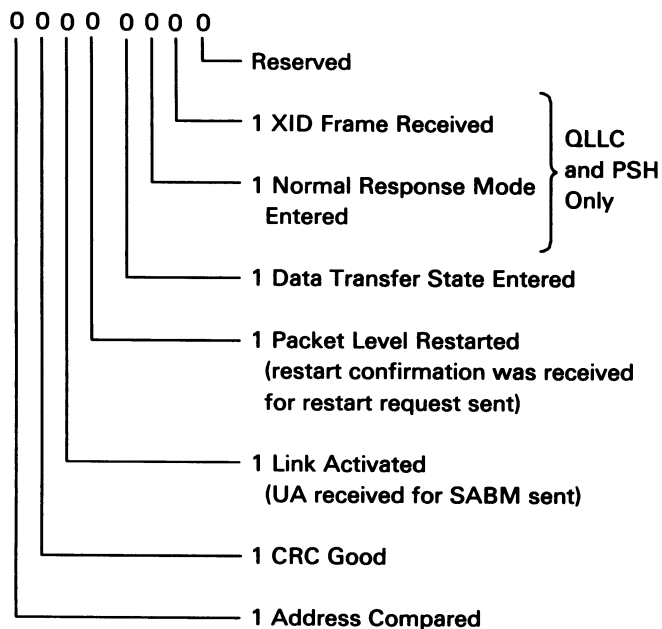 0 0 0 0 0 0 0 0
Reserved
1 XID Frame Received
1 Normal Response Mode
Entered
QLLC
and PSH
Only
1 Data Transfer State Entered
1 Packet Level Restarted
(restart confirmation was received
for restart request sent)
1 Link Activated
(UA received for SABM sent)
1 CRC Good
1 Address Compared